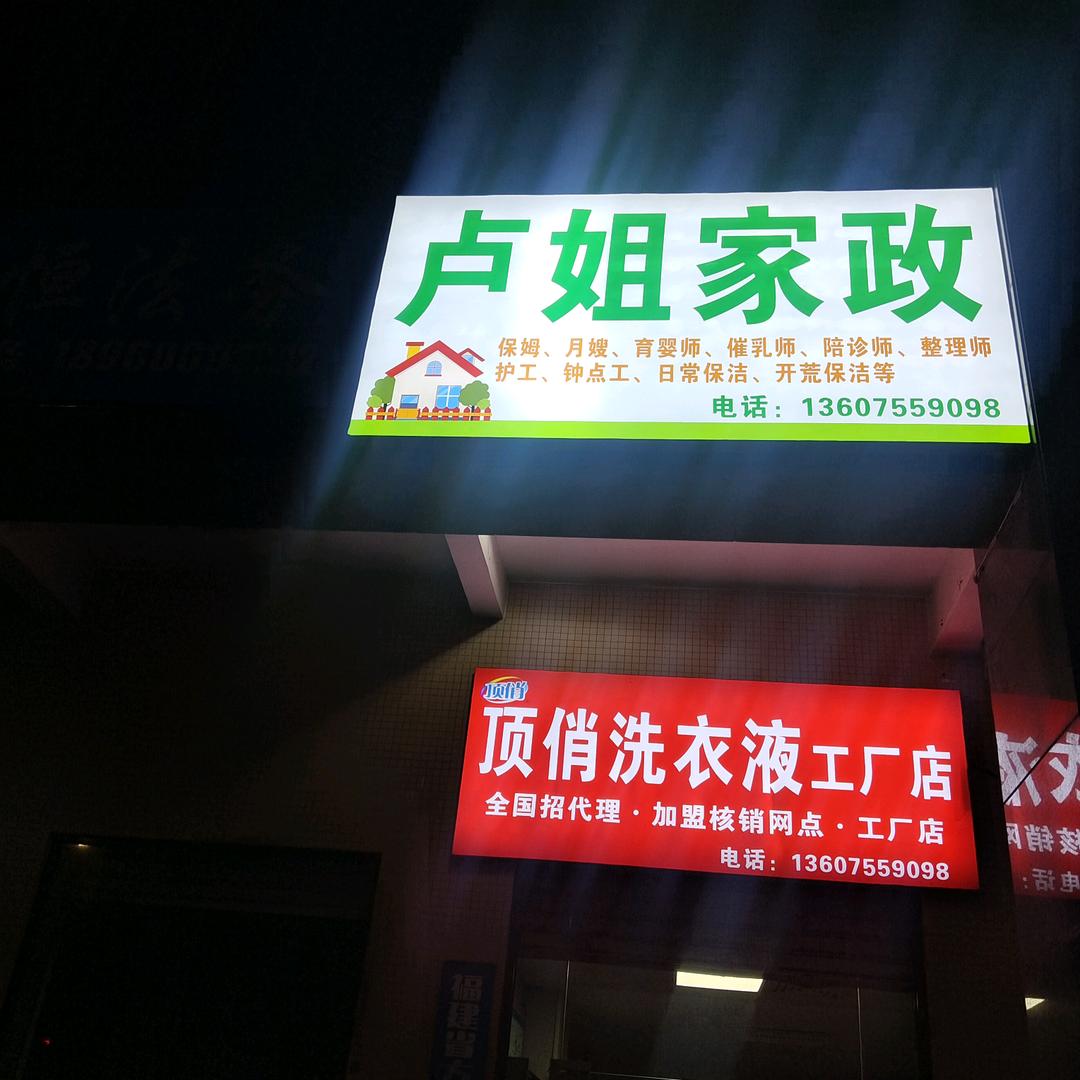 卢姐家政
保姆、月嫂、育婴师、催乳师、陪诊师、整理师
护工、钟点工、日常保洁、开荒保洁等
电话：13607559098
顶俏
顶俏洗衣液工厂店
全国招代理·加盟核销网点·工厂店
电话：13607559098
福建省